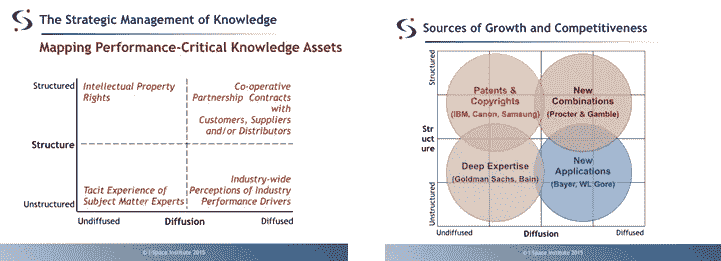 The Strategic Management of Knowledge
Mapping Performance-Critical Knowledge Assets
Structured
Intellectual Property
Rights
Co-operative
Partnership Contracts
with
Customers, Suppliers
and/or Distributors
Structure
Tacit Experience of
Subject Matter Experts
Industry-wide
Perceptions of Industry
Performance Drivers
Unstructured
Undiffused
Diffusion
Diffused
© I-Space Institute 2015
Sources of Growth and Competitiveness
Structured
Patents &
Copyrights
(IBM, Canon, Samsung)
New
Combinations
(Procter & Gamble)
Str
uct
ure
Deep Expertise
(Goldman Sachs, Bain)
New
Applications
(Bayer, WL Gore)
Unstructured
Undiffused
Diffusion
Diffused
© I-Space Institute 2015